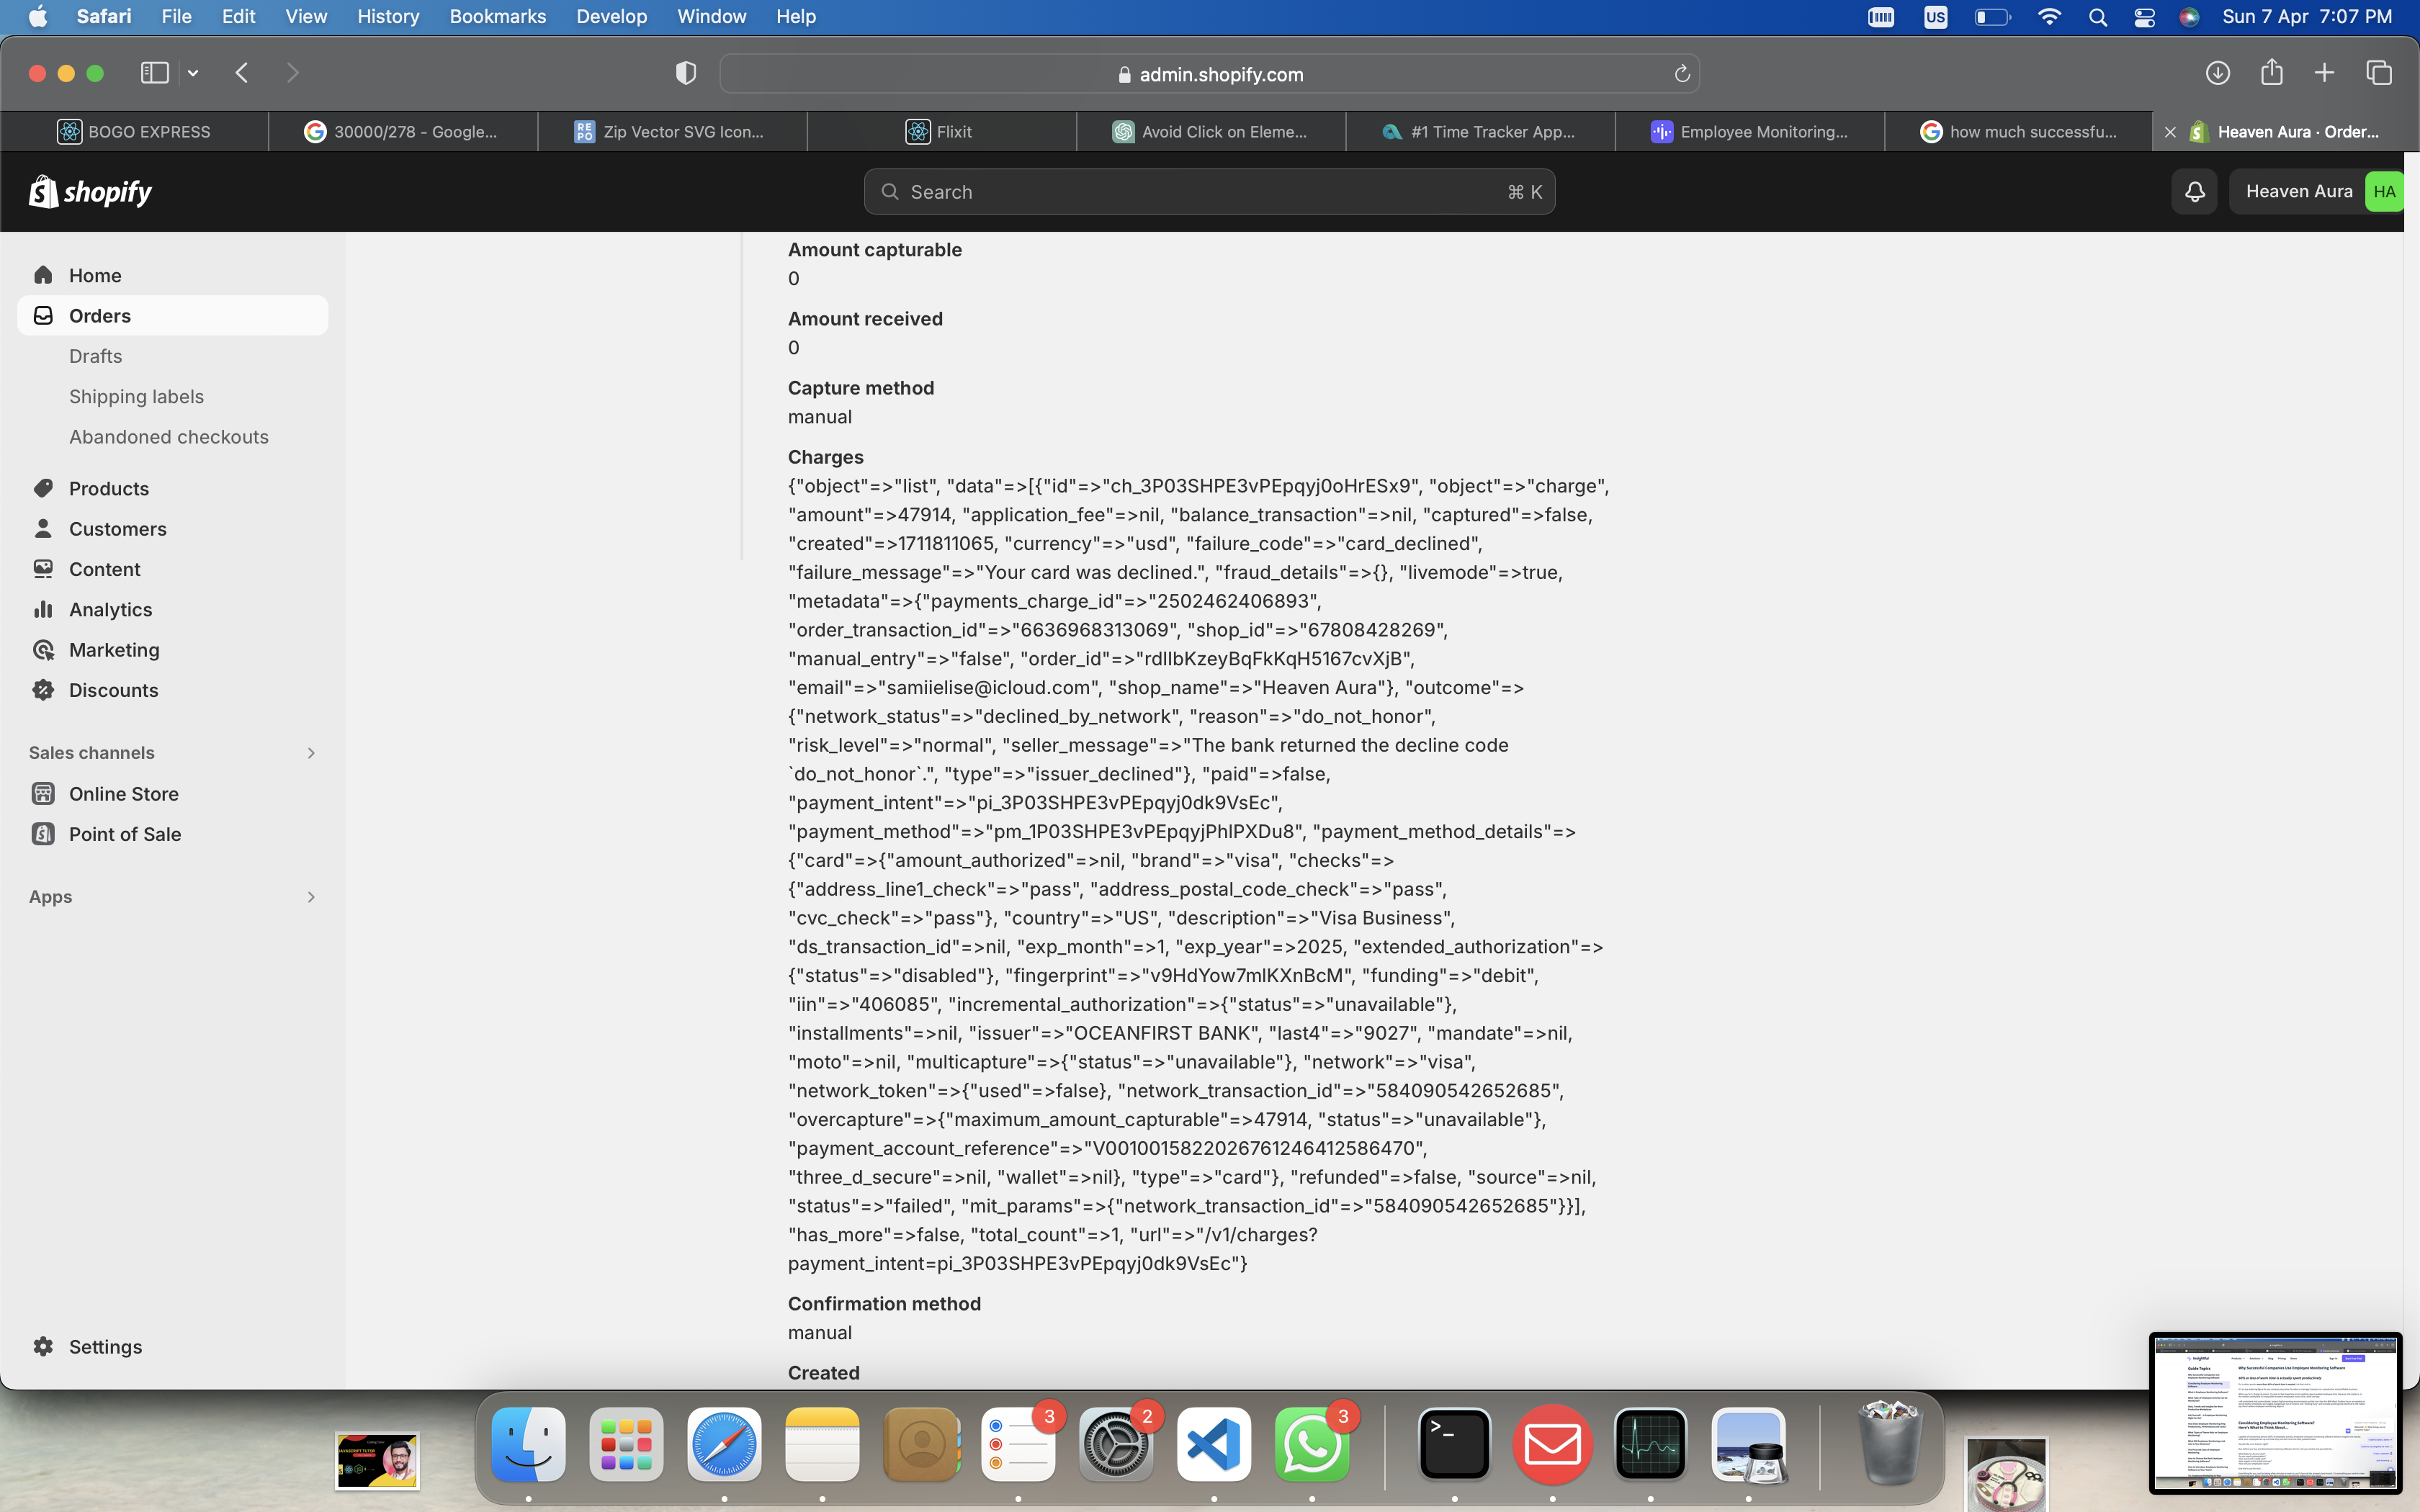 Safari File Edit View History Bookmarks Develop Window Help US Sun 7 Apr 7:07 PM
admin.shopify.com
BOGO EXPRESS 30000/278 - Google... Zip Vector SVG Icon... Flixit Avoid Click on Eleme... #1 Time Tracker App... Employee Monitoring... how much successfu... Heaven Aura · Order...
shopify Search ⌘ K Heaven Aura HA
Home
Orders
Drafts
Shipping labels
Abandoned checkouts
Products
Customers
Content
Analytics
Marketing
Discounts
Sales channels
Online Store
Point of Sale
Apps
Settings
Amount capturable
0
Amount received
0
Capture method
manual
Charges
{"object"=>"list", "data"=>[{"id"=>"ch_3P03SHPE3vPEpqyj0oHrESx9", "object"=>"charge",
"amount"=>47914, "application_fee"=>nil, "balance_transaction"=>nil, "captured"=>false,
"created"=>1711811065, "currency"=>"usd", "failure_code"=>"card_declined",
"failure_message"=>"Your card was declined.", "fraud_details"=>{}, "livemode"=>true,
"metadata"=>{"payments_charge_id"=>"2502462406893",
"order_transaction_id"=>"6636968313069", "shop_id"=>"67808428269",
"manual_entry"=>"false", "order_id"=>"rdIIbKzeyBqFkKqH5167cvXjB",
"email"=>"samiielise@icloud.com", "shop_name"=>"Heaven Aura"}, "outcome"=>
{"network_status"=>"declined_by_network", "reason"=>"do_not_honor",
"risk_level"=>"normal", "seller_message"=>"The bank returned the decline code
`do_not_honor`.", "type"=>"issuer_declined"}, "paid"=>false,
"payment_intent"=>"pi_3P03SHPE3vPEpqyj0dk9VsEc",
"payment_method"=>"pm_1P03SHPE3vPEpqyjPhlPXDu8", "payment_method_details"=>
{"card"=>{"amount_authorized"=>nil, "brand"=>"visa", "checks"=>
{"address_line1_check"=>"pass", "address_postal_code_check"=>"pass",
"cvc_check"=>"pass"}, "country"=>"US", "description"=>"Visa Business",
"ds_transaction_id"=>nil, "exp_month"=>1, "exp_year"=>2025, "extended_authorization"=>
{"status"=>"disabled"}, "fingerprint"=>"v9HdYow7mlKXnBcM", "funding"=>"debit",
"iin"=>"406085", "incremental_authorization"=>{"status"=>"unavailable"},
"installments"=>nil, "issuer"=>"OCEANFIRST BANK", "last4"=>"9027", "mandate"=>nil,
"moto"=>nil, "multicapture"=>{"status"=>"unavailable"}, "network"=>"visa",
"network_token"=>{"used"=>false}, "network_transaction_id"=>"584090542652685",
"overcapture"=>{"maximum_amount_capturable"=>47914, "status"=>"unavailable"},
"payment_account_reference"=>"V0010015822026761246412586470",
"three_d_secure"=>nil, "wallet"=>nil}, "type"=>"card"}, "refunded"=>false, "source"=>nil,
"status"=>"failed", "mit_params"=>{"network_transaction_id"=>"584090542652685"}}],
"has_more"=>false, "total_count"=>1, "url"=>"/v1/charges?
payment_intent=pi_3P03SHPE3vPEpqyj0dk9VsEc"}
Confirmation method
manual
Created
3 2 3